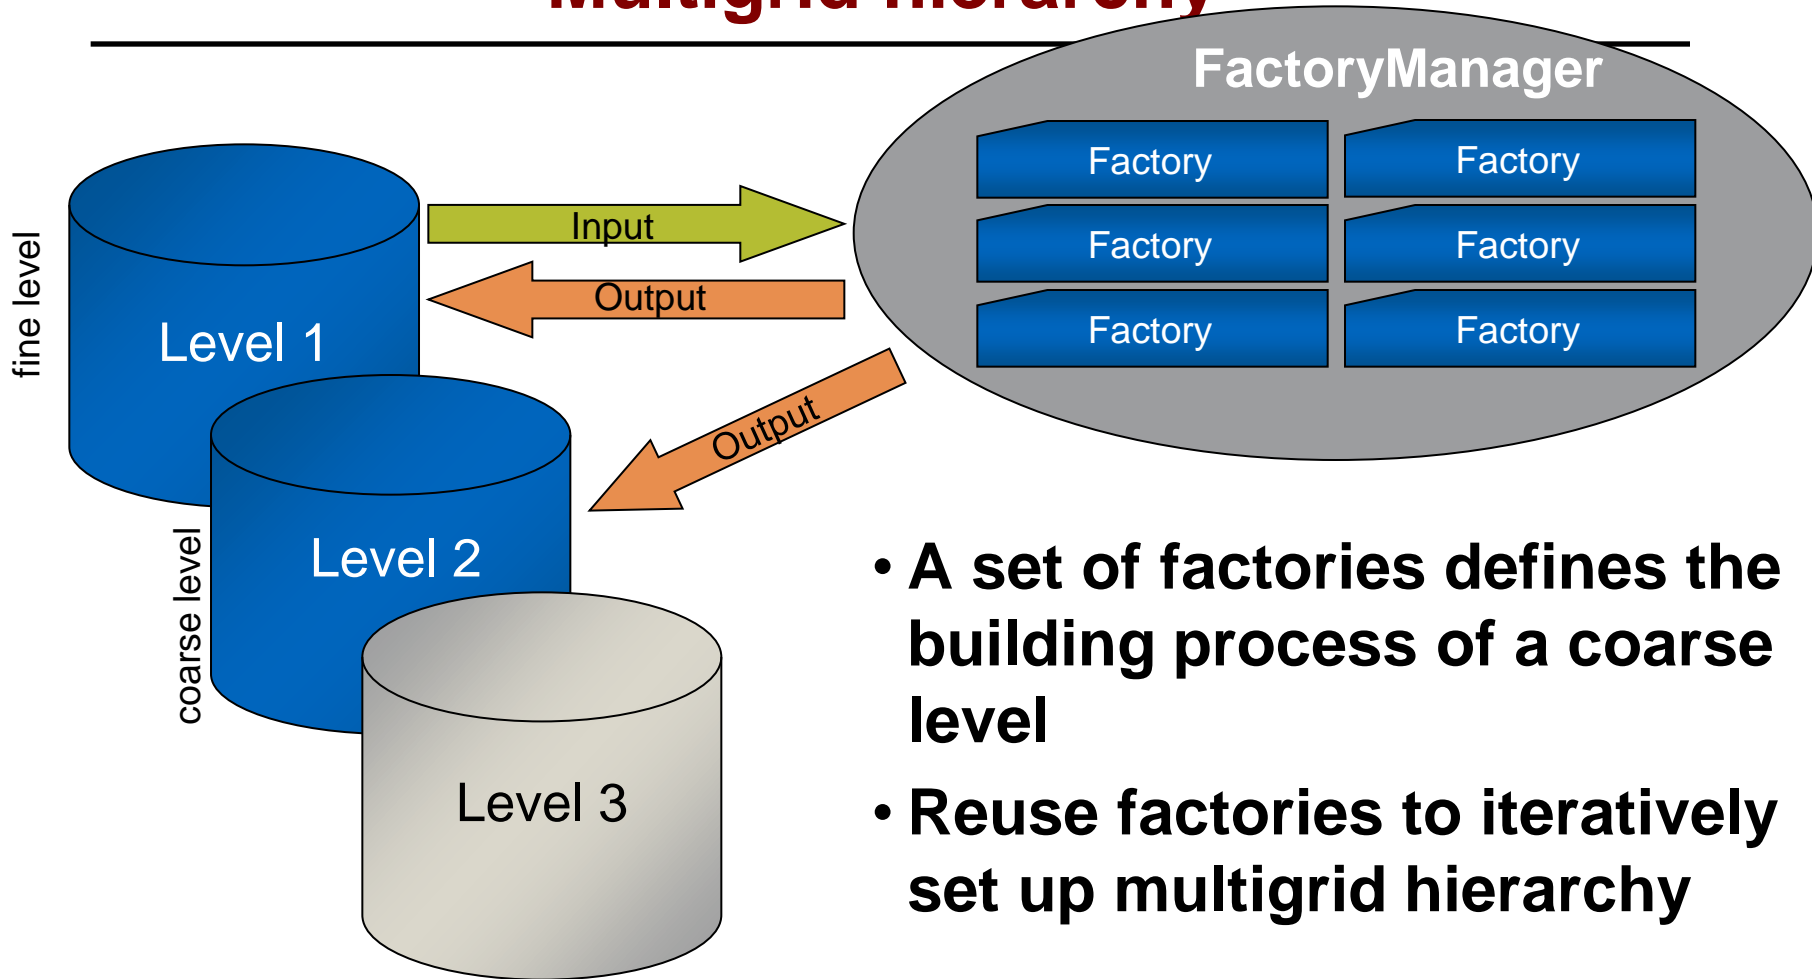 Multigrid hierarchy
FactoryManager
Factory Factory
Factory Factory
Factory Factory
Input
Output
Output
fine level
Level 1
coarse level
Level 2
Level 3
• A set of factories defines the
building process of a coarse
level
• Reuse factories to iteratively
set up multigrid hierarchy